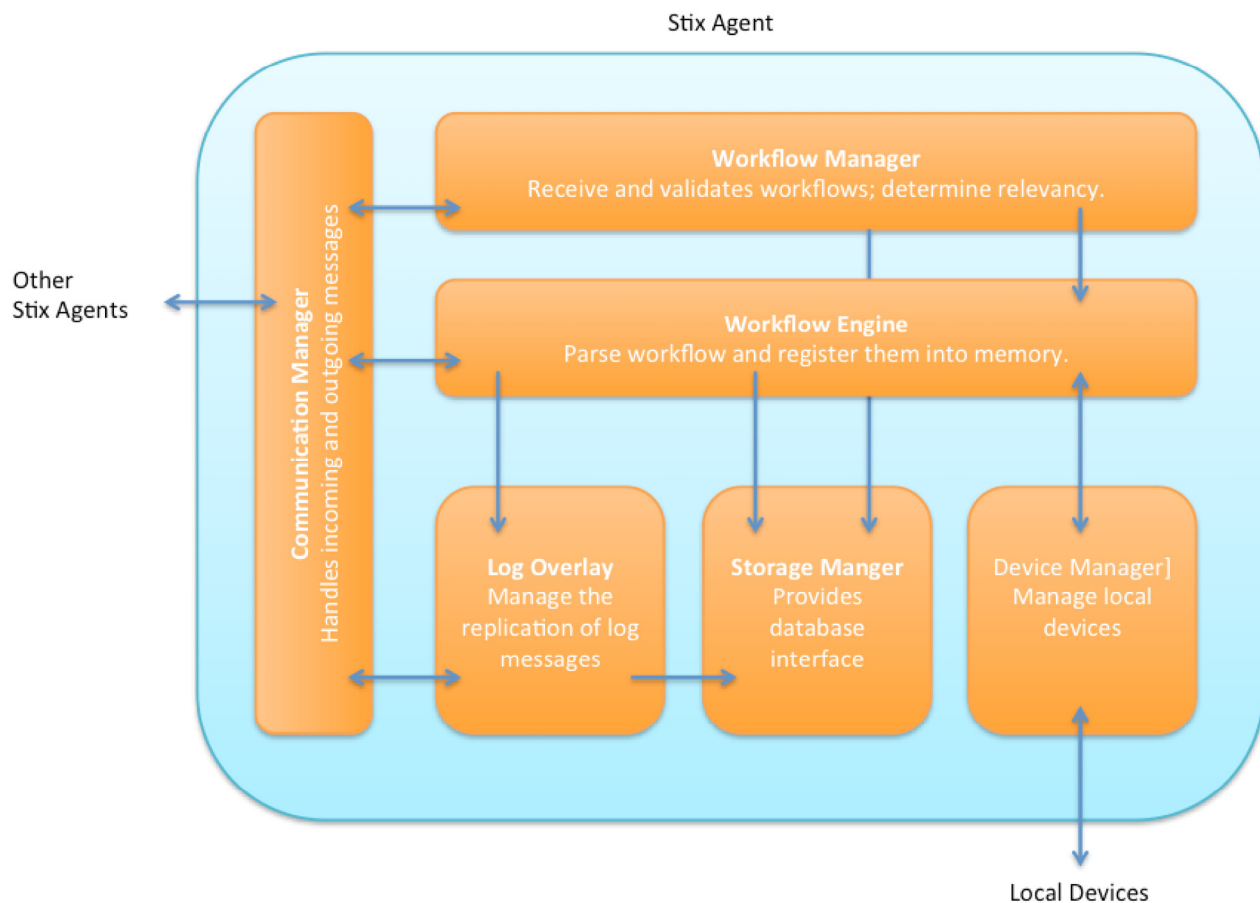 Stix Agent
Workflow Manager
Receive and validates workflows; determine relevancy.
Other
Stix Agents
Communication Manager
Handles incoming and outgoing messages
Workflow Engine
Parse workflow and register them into memory.
Log Overlay
Manage the
replication of log
messages
Storage Manger
Provides
database
interface
Device Manager]
Manage local
devices
Local Devices